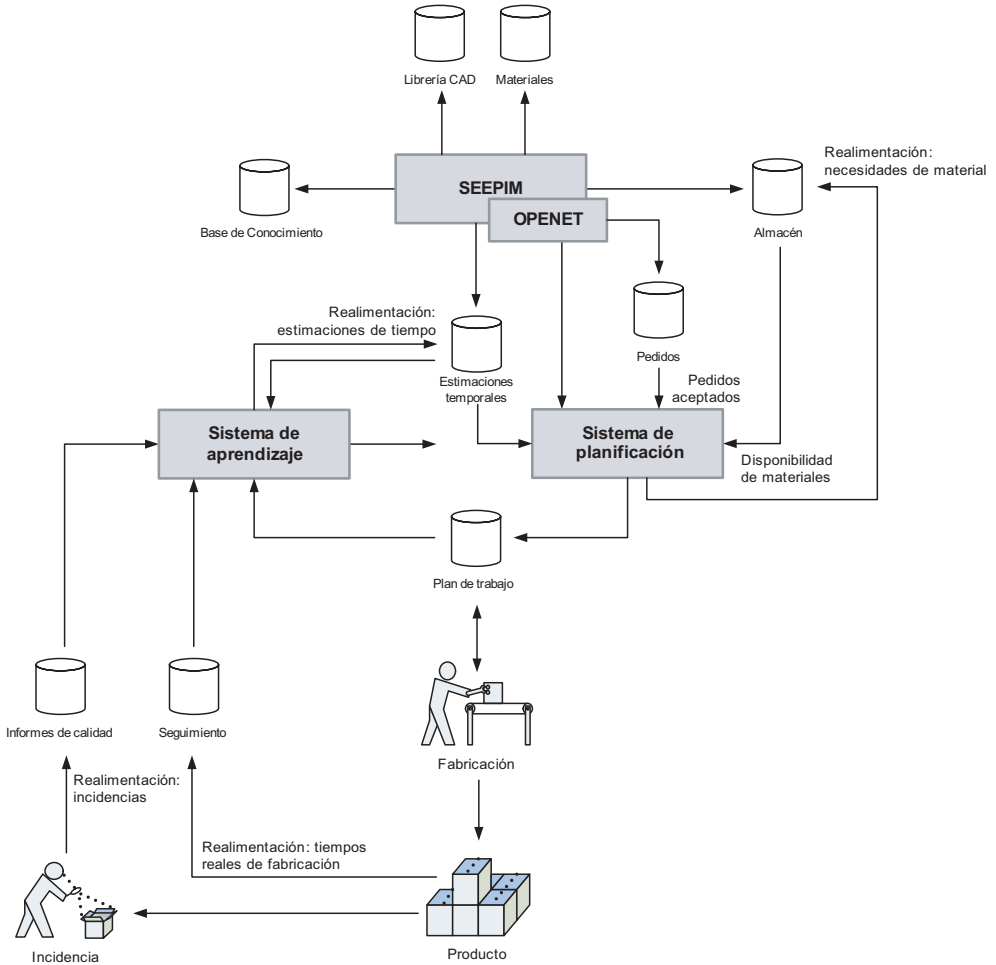 Librería CAD
Materiales
Realimentación:
necesidades de material
SEEPIM
OPENET
Base de Conocimiento
Almacén
Realimentación:
estimaciones de tiempo
Pedidos
Estimaciones
temporales
Pedidos
aceptados
Sistema de
aprendizaje
Sistema de
planificación
Disponibilidad
de materiales
Plan de trabajo
Informes de calidad
Seguimiento
Fabricación
Realimentación:
incidencias
Realimentación: tiempos
reales de fabricación
Incidencia
Producto